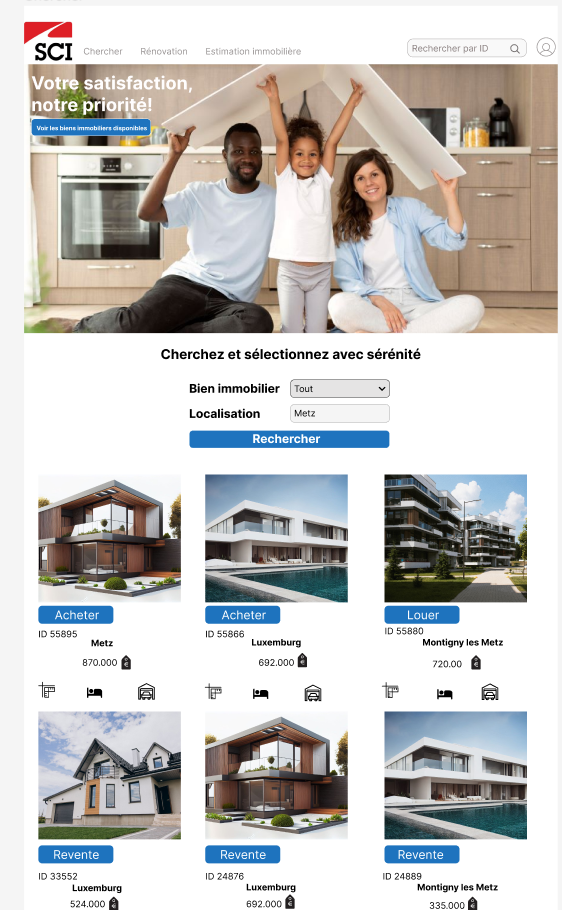 SCI
Chercher Rénovation Estimation immobilière
Rechercher par ID
Votre satisfaction,
notre priorité!
Voir les biens immobiliers disponibles
Cherchez et sélectionnez avec sérénité
Bien immobilier Tout
Localisation Metz
Rechercher
Acheter Acheter Louer
ID 55895 ID 55866 ID 55880
Metz Luxemburg Montigny les Metz
870.000 € 692.000 € 720.00 €
Revente Revente Revente
ID 33552 ID 24876 ID 24889
Luxemburg Luxemburg Montigny les Metz
524.000 € 692.000 € 335.000 €